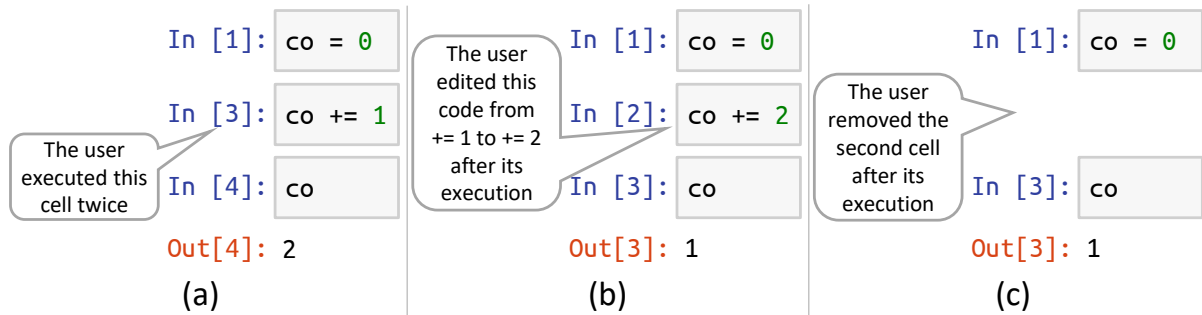 In [1]: co = 0
In [3]: co += 1
The user
executed this
cell twice
In [4]: co
Out[4]: 2
(a)
In [1]: co = 0
The user
edited this
code from
+= 1 to += 2
after its
execution
In [2]: co += 2
In [3]: co
Out[3]: 1
(b)
In [1]: co = 0
The user
removed the
second cell
after its
execution
In [3]: co
Out[3]: 1
(c)